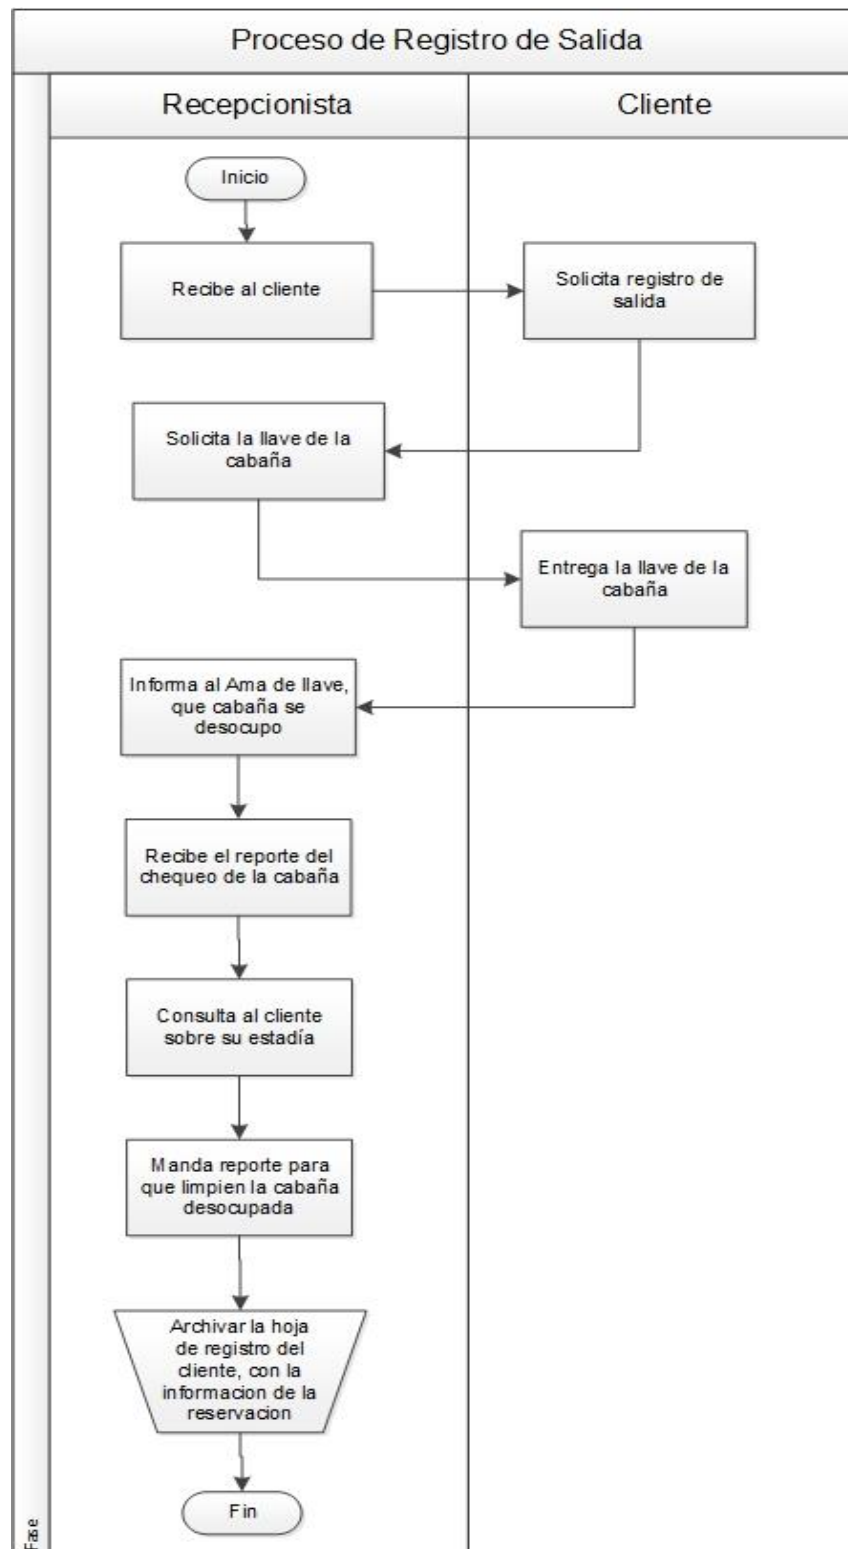 Proceso de Registro de Salida
Recepcionista
Cliente
Inicio
Recibe al cliente
Solicita registro de
salida
Solicita la llave de la
cabaña
Entrega la llave de la
cabaña
Informa al Ama de llave,
que cabaña se
desocupo
Recibe el reporte del
chequeo de la cabaña
Consulta al cliente
sobre su estadía
Manda reporte para
que limpien la cabaña
desocupada
Archivar la hoja
de registro del
cliente, con la
informacion de la
reservacion
Fin
Fase